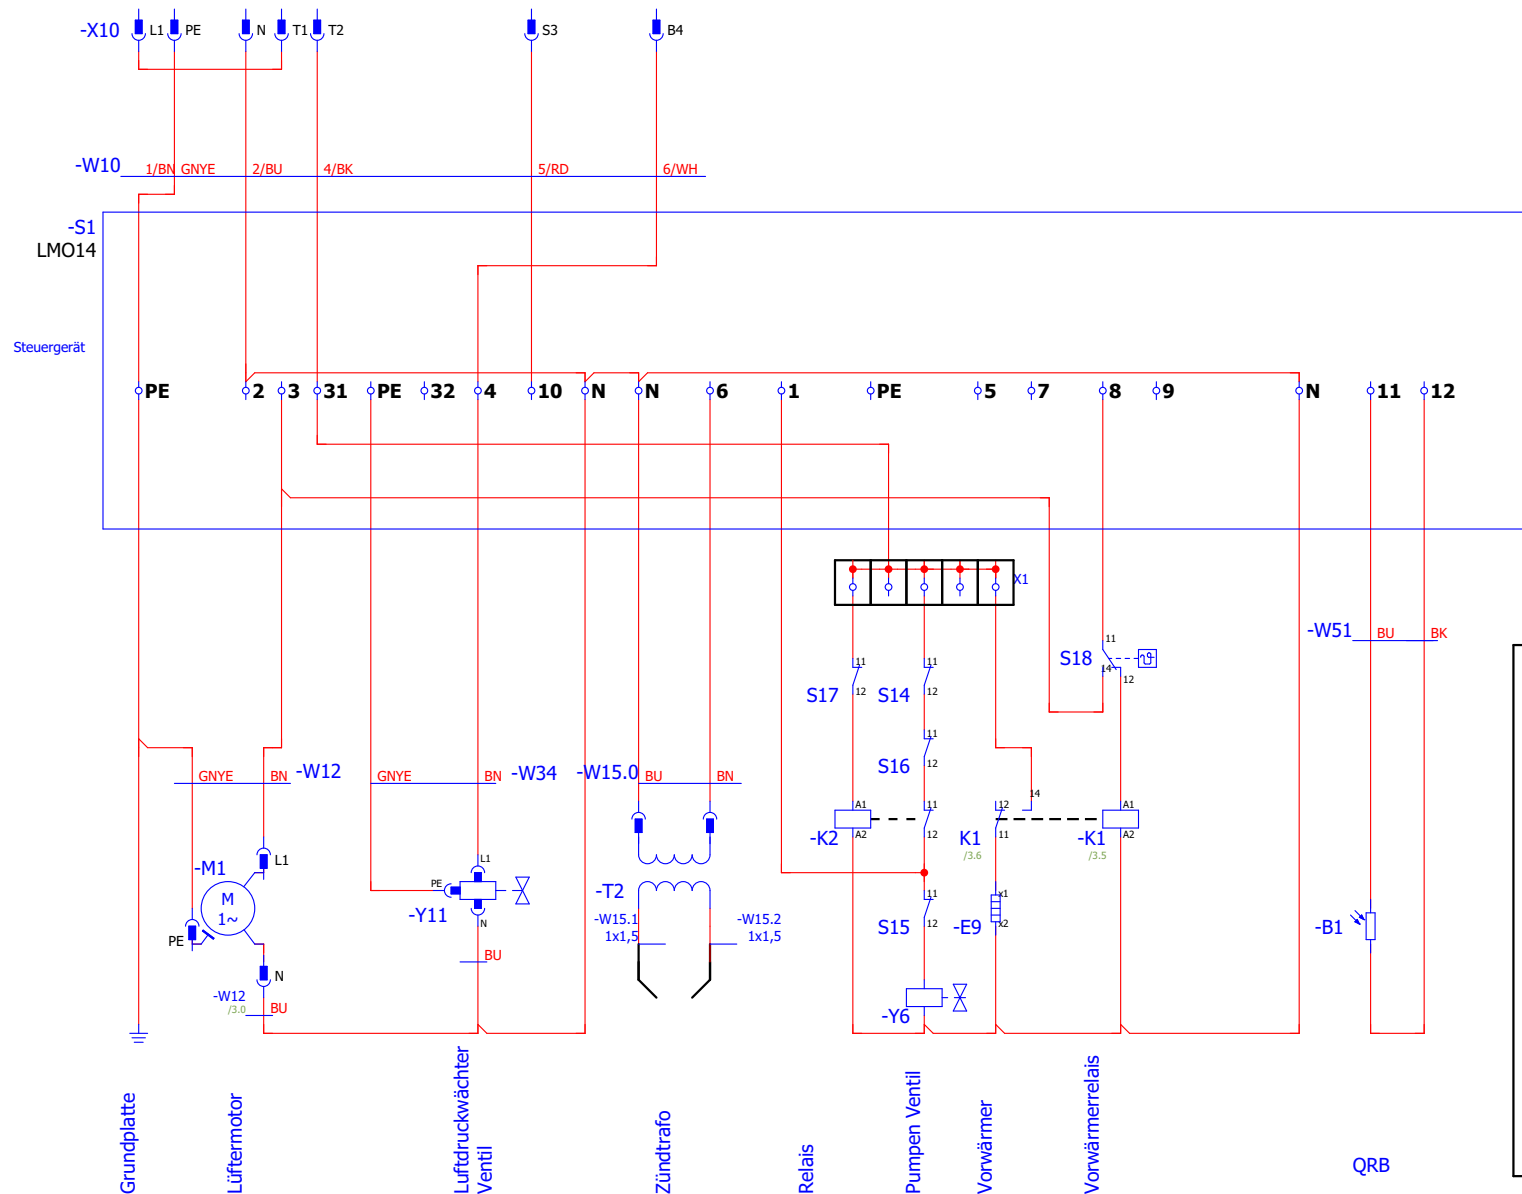 -X10 L1 PE N T1 T2 S3 B4
-W10 1/BN GNYE 2/BU 4/BK 5/RD 6/WH
-S1
LMO14
Steuergerät
PE 2 3 31 PE 32 4 10 N N 6 1 PE 5 7 8 9 N 11 12
X1
-W51 BU BK
11
S18
14
12
11 11
S17 12 S14 12
11
S16 12
GNYE BN -W12 GNYE BN -W34 -W15.0 BU BN
14
A1 11 12 A1
-K2 A2 12 K1 11 -K1 A2
/3.6 /3.5
-M1 L1
M
1~
PE
L1
PE
-Y11
N
-T2
-W15.1
1x1,5
-W15.2
1x1,5
11
S15 12
x1
-E9 x2
-B1
N
-W12
/3.0 BU
BU
-Y6
Grundplatte
Lüftermotor
Luftdruckwächter
Ventil
Zündtrafo
Relais
Pumpen Ventil
Vorwärmer
Vorwärmerrelais
QRB